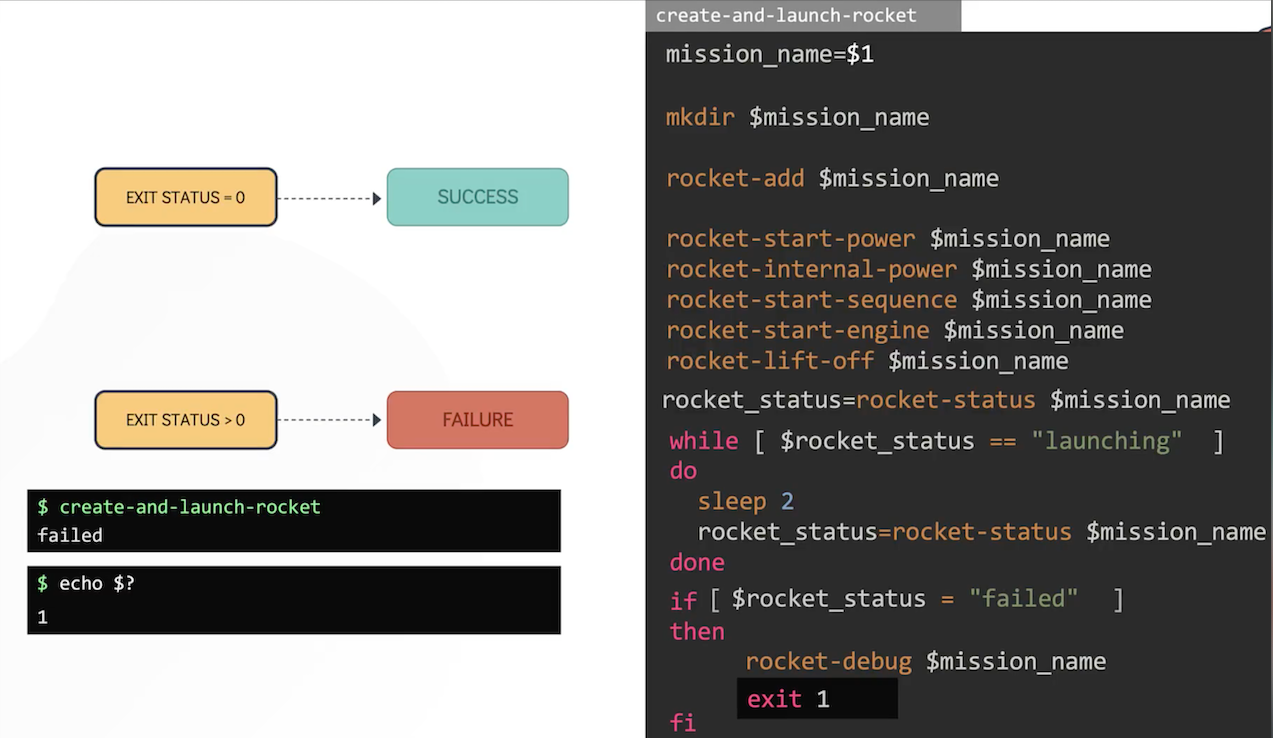 EXIT STATUS = 0
SUCCESS
EXIT STATUS > 0
FAILURE
$ create-and-launch-rocket
failed
$ echo $?
1
create-and-launch-rocket
mission_name=$1
mkdir $mission_name
rocket-add $mission_name
rocket-start-power $mission_name
rocket-internal-power $mission_name
rocket-start-sequence $mission_name
rocket-start-engine $mission_name
rocket-lift-off $mission_name
rocket_status=rocket-status $mission_name
while [ $rocket_status == "launching" ]
do
sleep 2
rocket_status=rocket-status $mission_name
done
if [ $rocket_status = "failed" ]
then
rocket-debug $mission_name
exit 1
fi